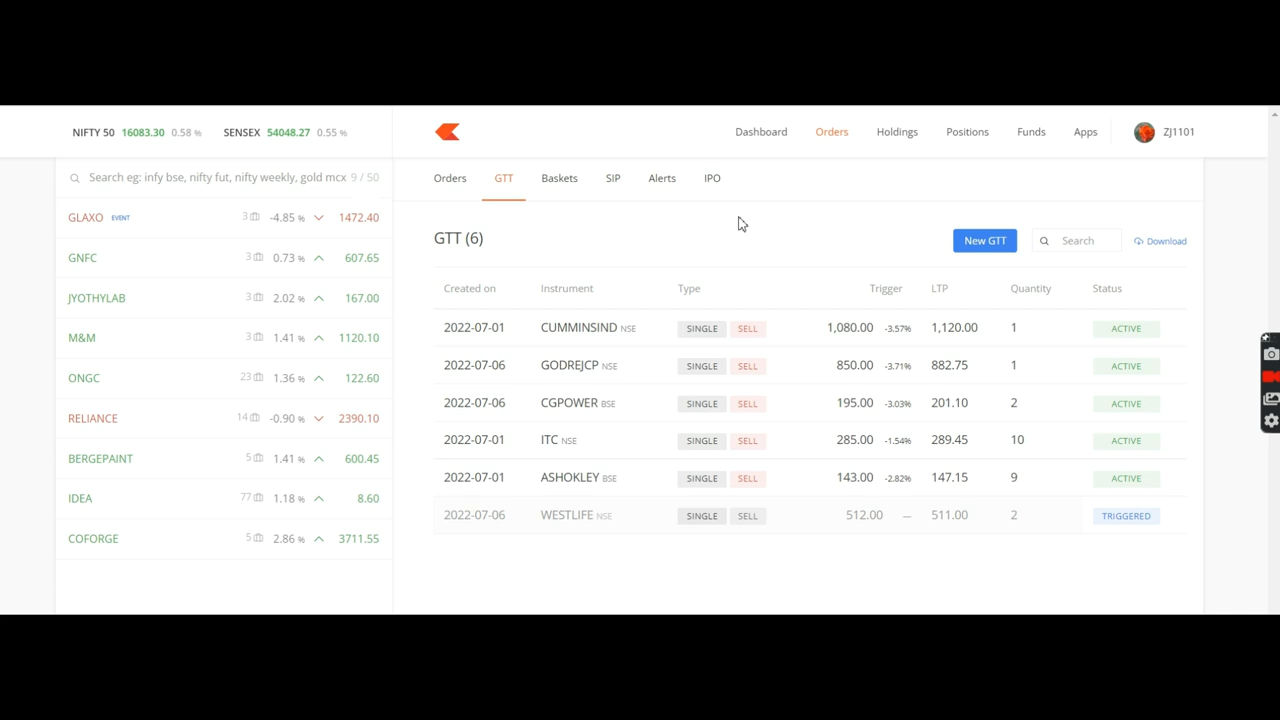 NIFTY 50 16083.30 0.58 % SENSEX 54048.27 0.55 %
Dashboard Orders Holdings Positions Funds Apps ZJ1101
Search eg: infy bse, nifty fut, nifty weekly, gold mcx 9 / 50
GLAXO EVENT 3 -4.85 % 1472.40
GNFC 3 0.73 % 607.65
JYOTHYLAB 3 2.02 % 167.00
M&M 3 1.41 % 1120.10
ONGC 23 1.36 % 122.60
RELIANCE 14 -0.90 % 2390.10
BERGEPAINT 5 1.41 % 600.45
IDEA 77 1.18 % 8.60
COFORGE 5 2.86 % 3711.55
Orders GTT Baskets SIP Alerts IPO
GTT (6) New GTT Search Download
Created on Instrument Type Trigger LTP Quantity Status
2022-07-01 CUMMINSIND NSE SINGLE SELL 1,080.00 -3.57% 1,120.00 1 ACTIVE
2022-07-06 GODREJCP NSE SINGLE SELL 850.00 -3.71% 882.75 1 ACTIVE
2022-07-06 CGPOWER BSE SINGLE SELL 195.00 -3.03% 201.10 2 ACTIVE
2022-07-01 ITC NSE SINGLE SELL 285.00 -1.54% 289.45 10 ACTIVE
2022-07-01 ASHOKLEY BSE SINGLE SELL 143.00 -2.82% 147.15 9 ACTIVE
2022-07-06 WESTLIFE NSE SINGLE SELL 512.00 — 511.00 2 TRIGGERED